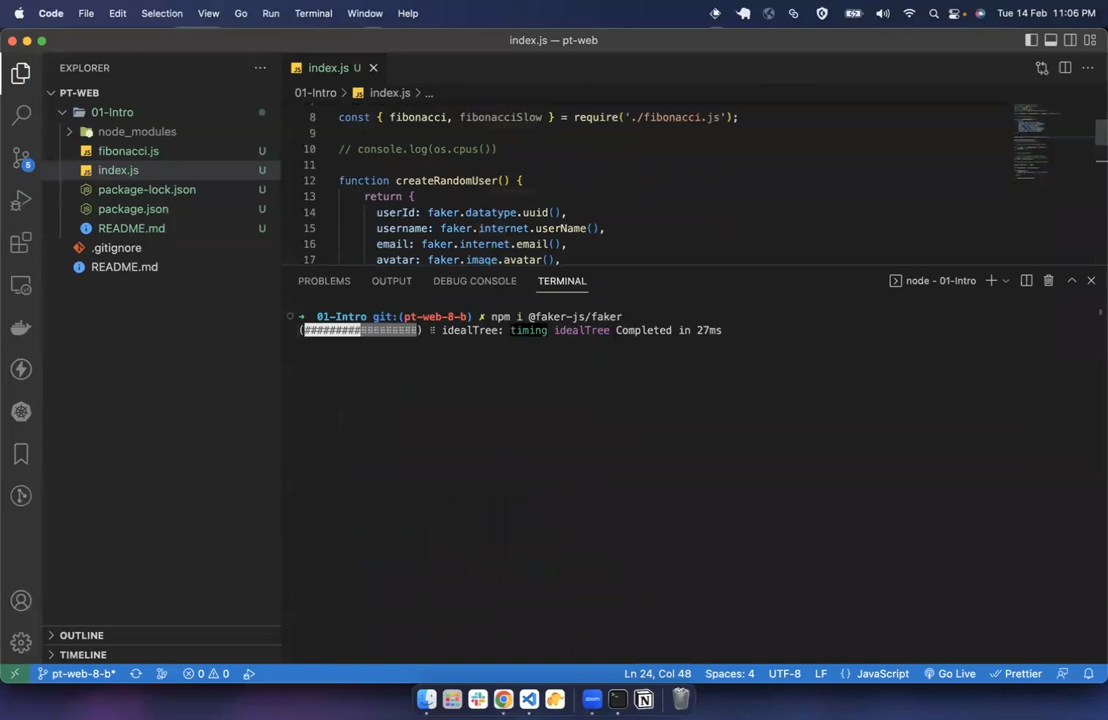 Code File Edit Selection View Go Run Terminal Window Help Tue 14 Feb 11:06 PM
index.js — pt-web
EXPLORER
PT-WEB
01-Intro
node_modules
fibonacci.js U
index.js U
package-lock.json U
package.json U
README.md U
.gitignore
README.md
OUTLINE
TIMELINE
5
JS index.js U
01-Intro > JS index.js > ...
8 const { fibonacci, fibonacciSlow } = require('./fibonacci.js');
9
10 // console.log(os.cpus())
11
12 function createRandomUser() {
13 return {
14 userId: faker.datatype.uuid(),
15 username: faker.internet.userName(),
16 email: faker.internet.email(),
17 avatar: faker.image.avatar(),
PROBLEMS OUTPUT DEBUG CONSOLE TERMINAL node - 01-Intro
→ 01-Intro git:(pt-web-8-b) ✗ npm i @faker-js/faker
(#########⠂⠂⠂⠂⠂⠂⠂⠂⠂) ⠏ idealTree: timing idealTree Completed in 27ms
pt-web-8-b* 0 0 Ln 24, Col 48 Spaces: 4 UTF-8 LF {} JavaScript Go Live Prettier